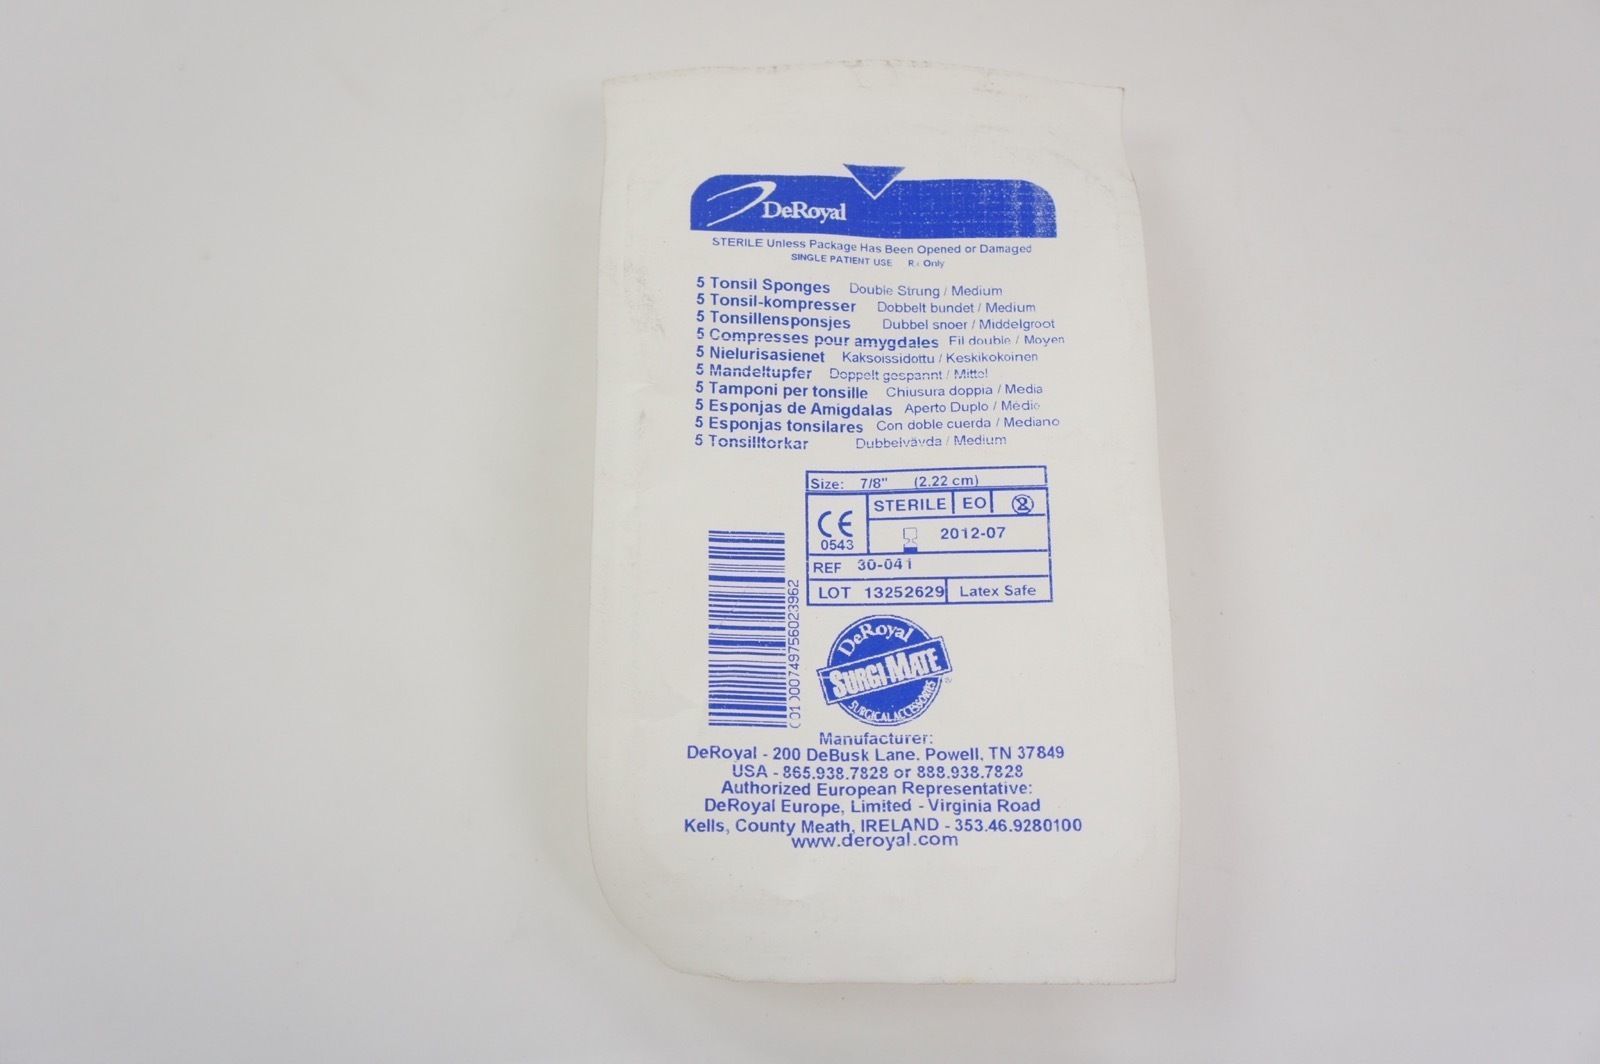 DeRoyal
STERILE Unless Package Has Been Opened or Damaged
SINGLE PATIENT USE Rx Only
5 Tonsil Sponges Double Strung / Medium
5 Tonsil-kompresser Dobbelt bundet / Medium
5 Tonsillensponsjes Dubbel snoer / Middelgroot
5 Compresses pour amygdales Fil double / Moyen
5 Nielurisasienet Kaksoissidottu / Keskikokoinen
5 Mandeltupfer Doppelt gespannt / Mittel
5 Tamponi per tonsille Chiusura doppia / Media
5 Esponjas de Amigdalas Aperto Duplo / Médio
5 Esponjas tonsilares Con doble cuerda / Mediano
5 Tonsilltorkar Dubbelvävda / Medium
Size: 7/8" (2.22 cm)
CE 0543
STERILE EO 2
2012-07
REF 30-041
LOT 13252629 Latex Safe
(01)00749756023962
DeRoyal
SURGI-MATE®
SURGICAL ACCESSORIES
Manufacturer:
DeRoyal - 200 DeBusk Lane. Powell, TN 37849
USA - 865.938.7828 or 888.938.7828
Authorized European Representative:
DeRoyal Europe, Limited - Virginia Road
Kells, County Meath, IRELAND - 353.46.9280100
www.deroyal.com